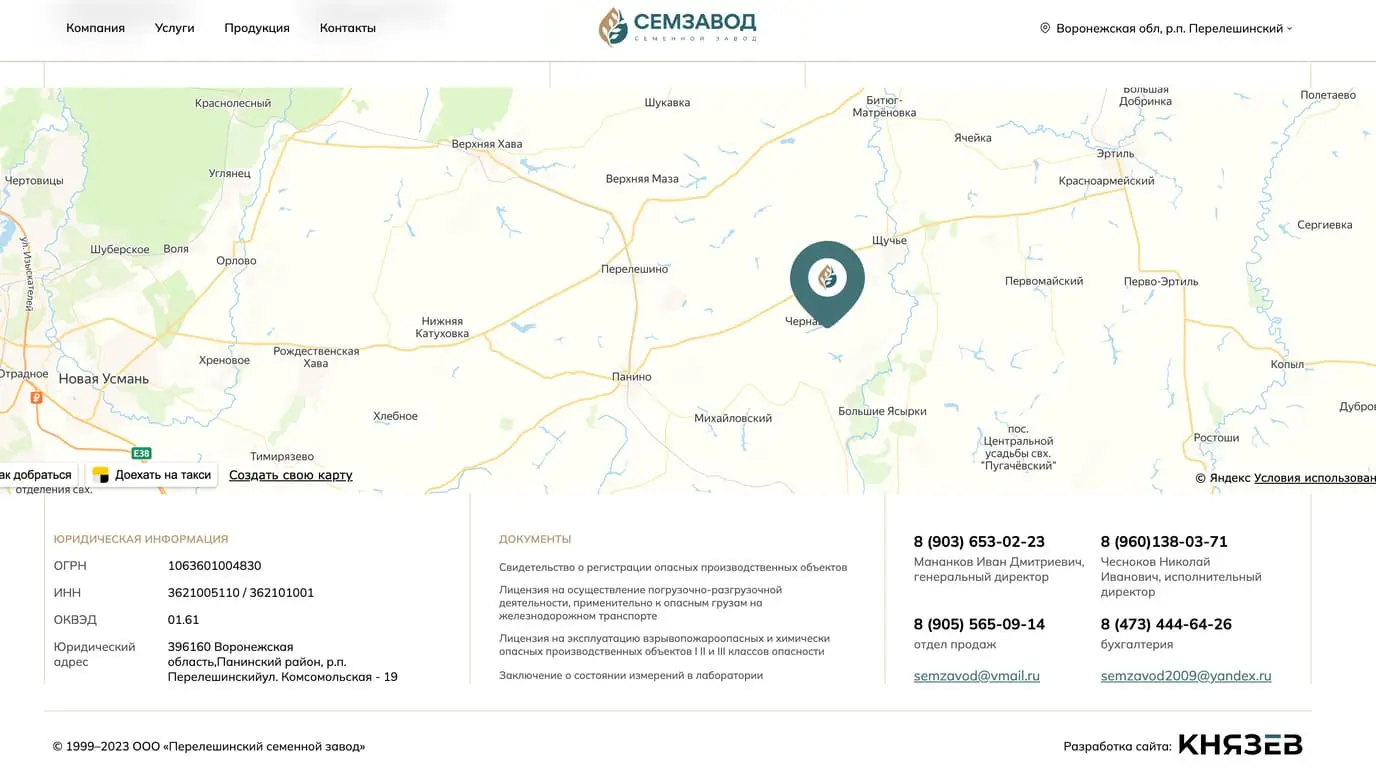 Компания
Услуги
Продукция
Контакты
СЕМЗАВОД
СЕМЕННОЙ ЗАВОД
Воронежская обл, р.п. Перелешинский
Краснолесный
Шукавка
Битюг-
Матрёновка
Большая
Добринка
Полетаево
Верхняя Хава
Ячейка
Эртиль
Чертовицы
Углянец
Верхняя Маза
Красноармейский
Сергиевка
Шуберское
Воля
Орлово
Щучье
ул. Изыскателей
Перелешино
Первомайский
Перво-Эртиль
Нижняя
Катуховка
Черна
Рождественская
Хава
Хреновое
Отрадное
Новая Усмань
Панино
Копыл
Хлебное
Михайловский
Большие Ясырки
Дубро
пос.
Центральной
усадьбы свх.
"Пугачёвский"
Ростоши
Е38
Тимирязево
ак добраться
Доехать на такси
Создать свою карту
© Яндекс Условия использован
отделения свх.
ЮРИДИЧЕСКАЯ ИНФОРМАЦИЯ
ОГРН 1063601004830
ИНН 3621005110 / 362101001
ОКВЭД 01.61
Юридический
адрес
396160 Воронежская
область,Панинский район, р.п.
Перелешинскийул. Комсомольская - 19
ДОКУМЕНТЫ
Свидетельство о регистрации опасных производственных объектов
Лицензия на осуществление погрузочно-разгрузочной
деятельности, применительно к опасным грузам на
железнодорожном транспорте
Лицензия на эксплуатацию взрывопожароопасных и химически
опасных производственных объектов I II и III классов опасности
Заключение о состоянии измерений в лаборатории
8 (903) 653-02-23
Мананков Иван Дмитриевич,
генеральный директор
8 (960)138-03-71
Чесноков Николай
Иванович, исполнительный
директор
8 (905) 565-09-14
отдел продаж
8 (473) 444-64-26
бухгалтерия
semzavod@vmail.ru
semzavod2009@yandex.ru
© 1999–2023 ООО «Перелешинский семенной завод»
Разработка сайта: КНЯЗЕВ